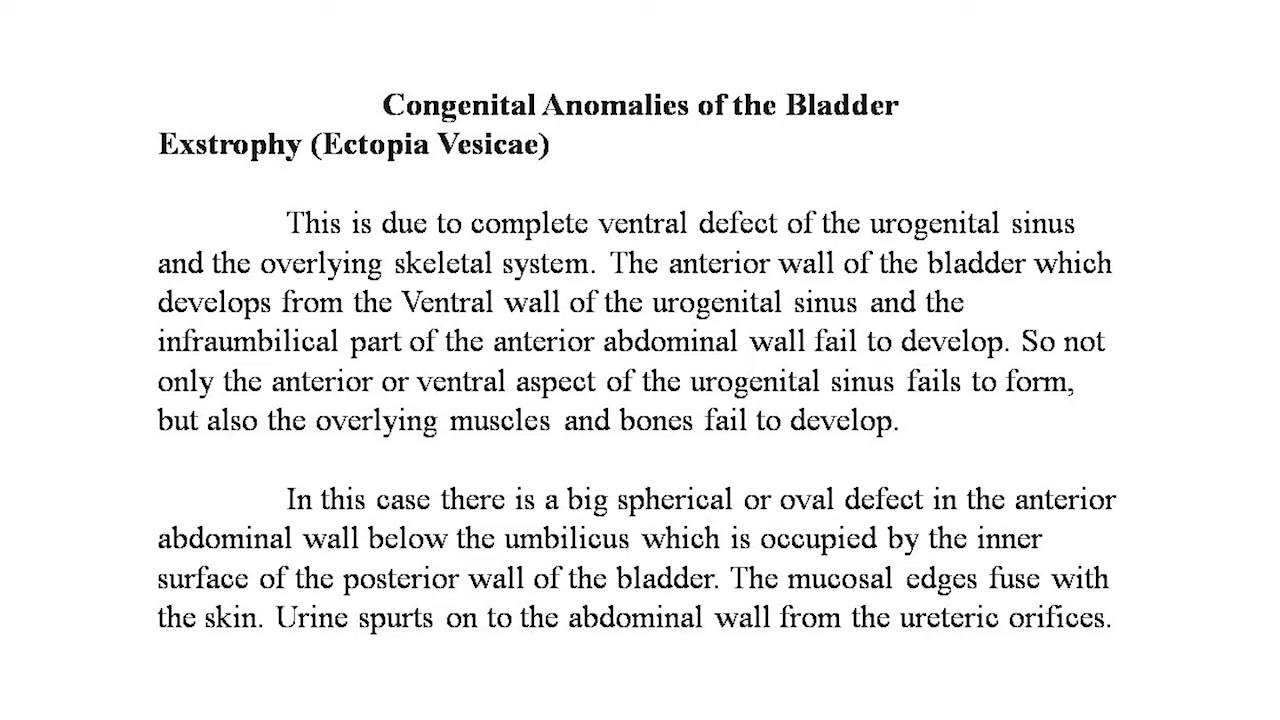 Congenital Anomalies of the Bladder
Exstrophy (Ectopia Vesicae)
This is due to complete ventral defect of the urogenital sinus
and the overlying skeletal system. The anterior wall of the bladder which
develops from the Ventral wall of the urogenital sinus and the
infraumbilical part of the anterior abdominal wall fail to develop. So not
only the anterior or ventral aspect of the urogenital sinus fails to form,
but also the overlying muscles and bones fail to develop.
In this case there is a big spherical or oval defect in the anterior
abdominal wall below the umbilicus which is occupied by the inner
surface of the posterior wall of the bladder. The mucosal edges fuse with
the skin. Urine spurts on to the abdominal wall from the ureteric orifices.